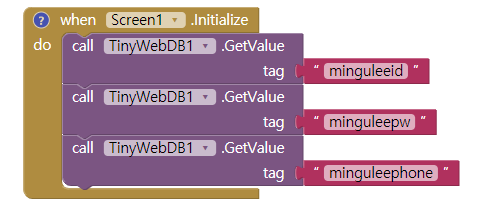 ? when Screen1 .Initialize
do call TinyWebDB1 .GetValue
tag " minguleeid "
call TinyWebDB1 .GetValue
tag " minguleepw "
call TinyWebDB1 .GetValue
tag " minguleephone "